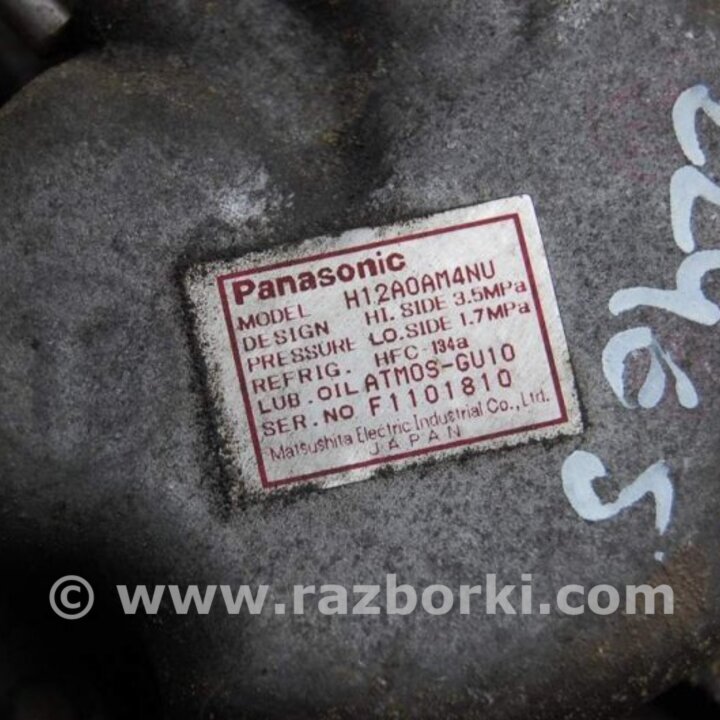 Panasonic
MODEL H12A0AM4NU
DESIGN HI. SIDE 3.5MPa
PRESSURE LO. SIDE 1.7MPa
REFRIG. HFC-134a
LUB. OIL ATMOS-GU10
SER. NO F1101810
Matsushita Electric Industrial Co., Ltd.
JAPAN
© www.razborki.com